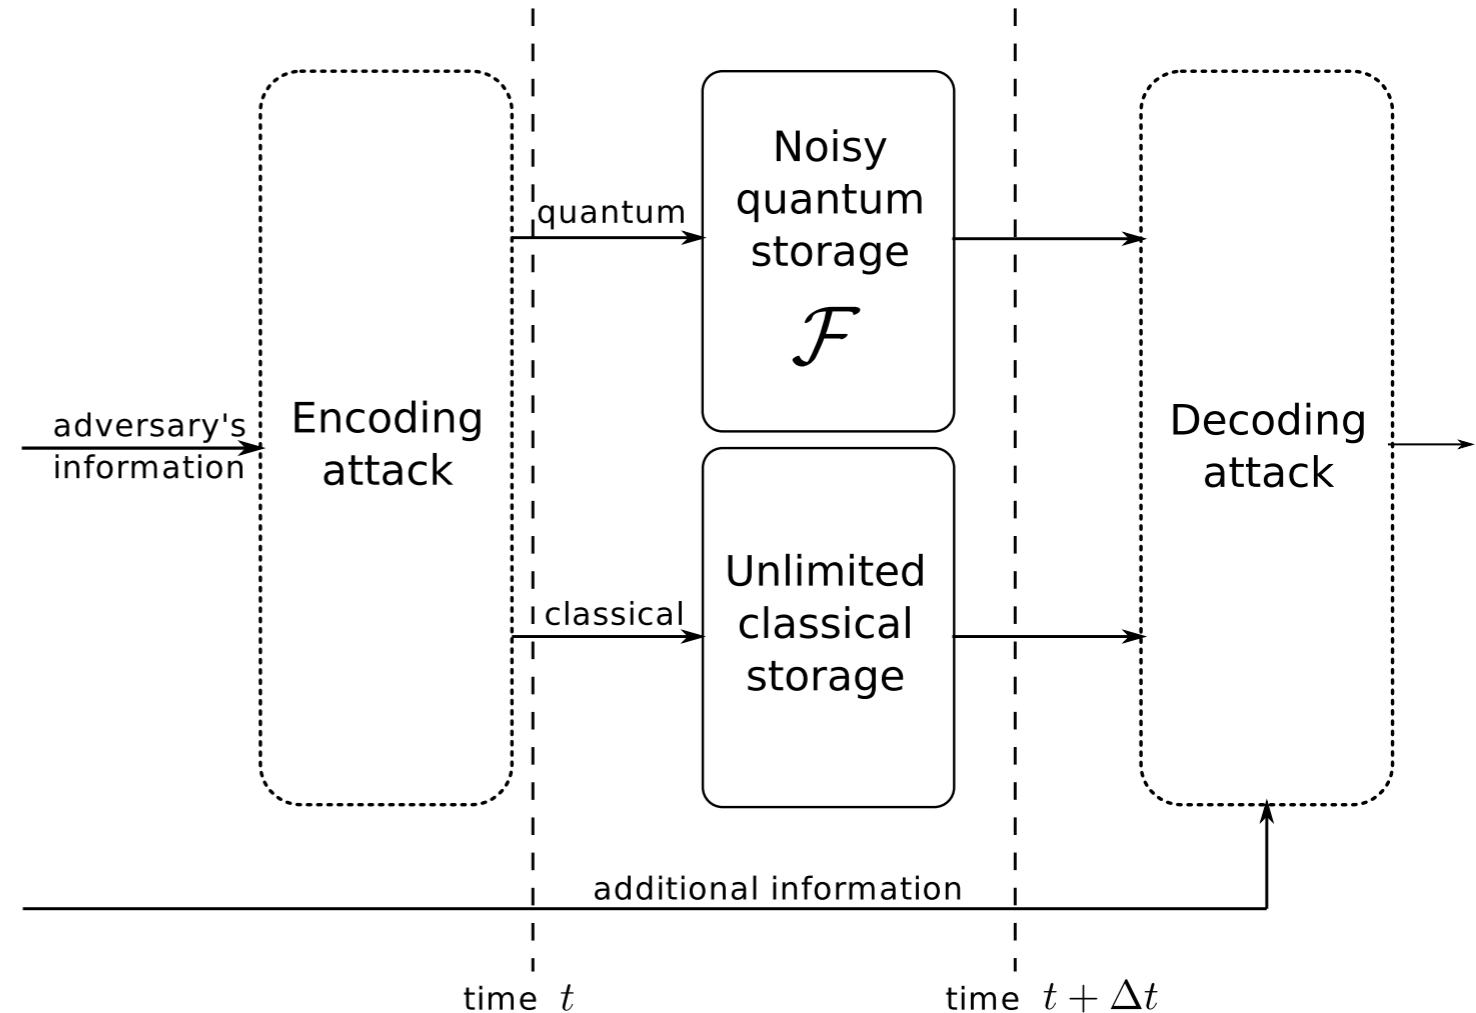 adversary's
information
Encoding
attack
quantum
classical
Noisy
quantum
storage
ℱ
Unlimited
classical
storage
Decoding
attack
additional information
time t
time t + Δt